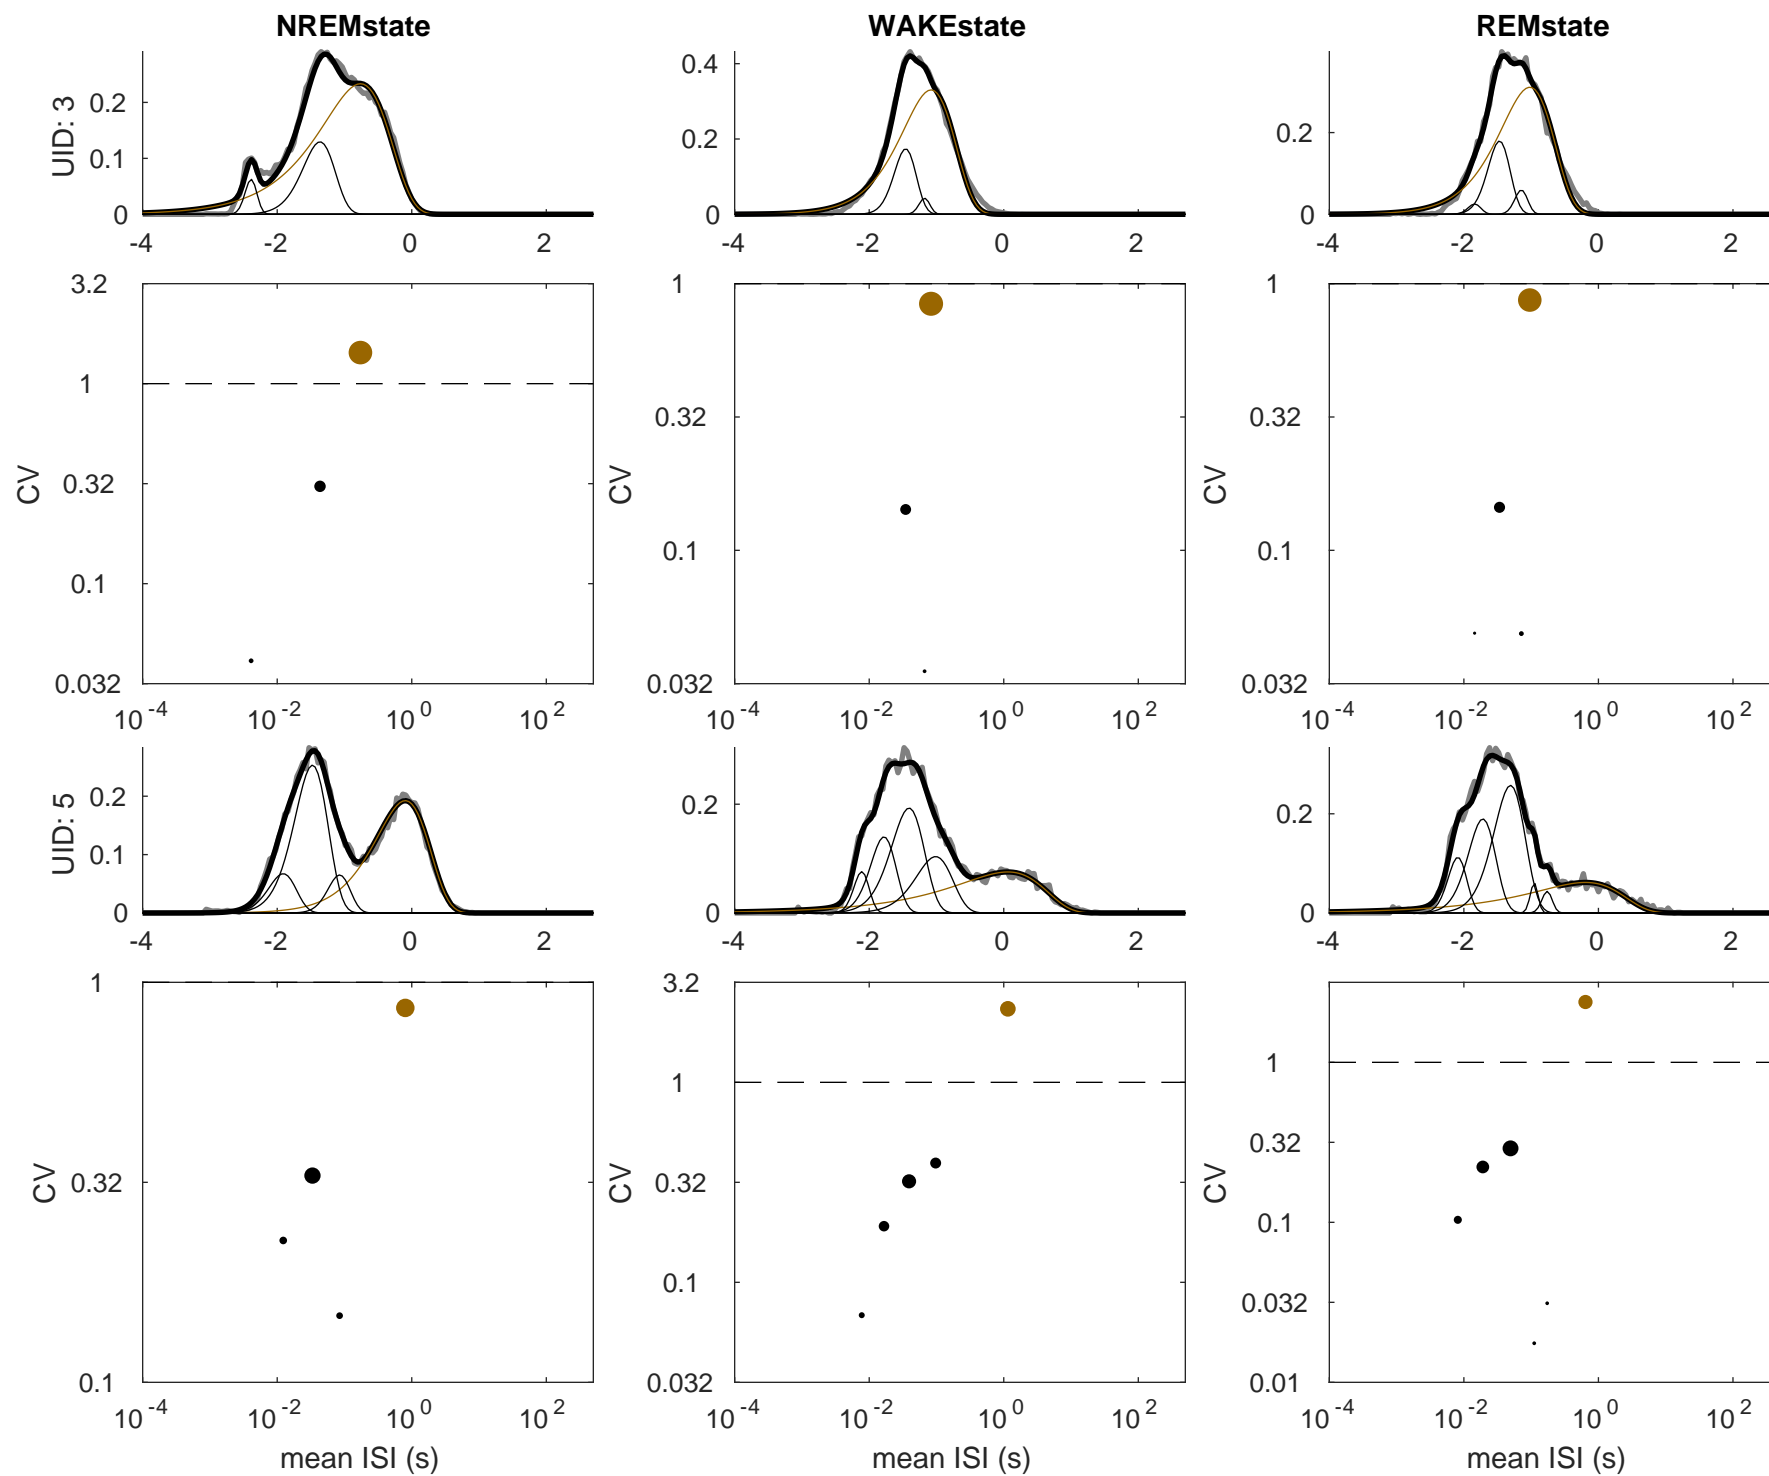 NREMstate WAKEstate REMstate
UID: 3
0.2 0.4 0.2
0.1 0.2
0 0 0
-4 -2 0 2 -4 -2 0 2 -4 -2 0 2
CV CV CV
3.2 1 1
1 0.32 0.32
0.32 0.1 0.1
0.1
0.032 0.032 0.032
10^-4 10^-2 10^0 10^2 10^-4 10^-2 10^0 10^2 10^-4 10^-2 10^0 10^2
UID: 5
0.2 0.2 0.2
0.1
0 0 0
-4 -2 0 2 -4 -2 0 2 -4 -2 0 2
CV CV
1 3.2 1
0.32 1 0.32
0.1 0.32 0.1
0.1 0.032
0.032 0.01
10^-4 10^-2 10^0 10^2 10^-4 10^-2 10^0 10^2 10^-4 10^-2 10^0 10^2
mean ISI (s) mean ISI (s) mean ISI (s)